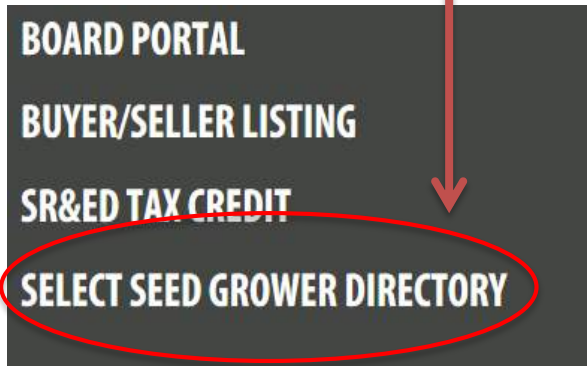 BOARD PORTAL
BUYER/SELLER LISTING
SR&ED TAX CREDIT
SELECT SEED GROWER DIRECTORY